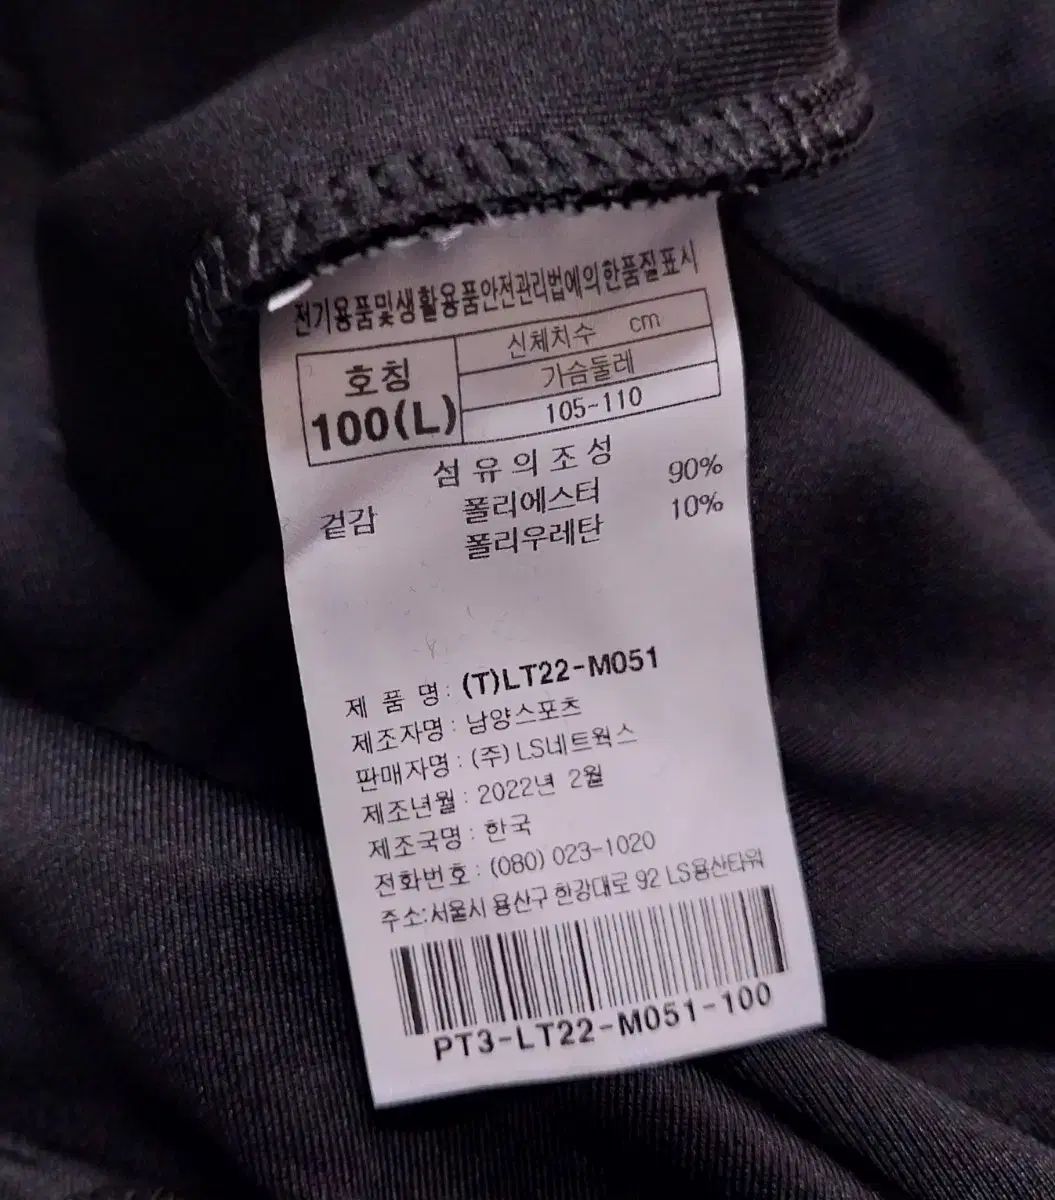 전기용품및생활용품안전관리법에의한품질표시
호칭
100(L)
신체치수 cm
가슴둘레
105-110
섬유의조성
겉감 폴리에스터 90%
폴리우레탄 10%
제 품 명: (T)LT22-M051
제조자명: 남양스포츠
판매자명: (주)LS네트웍스
제조년월: 2022년 2월
제조국명: 한국
전화번호: (080) 023-1020
주소:서울시 용산구 한강대로 92 LS용산타워
PT3-LT22-M051-100